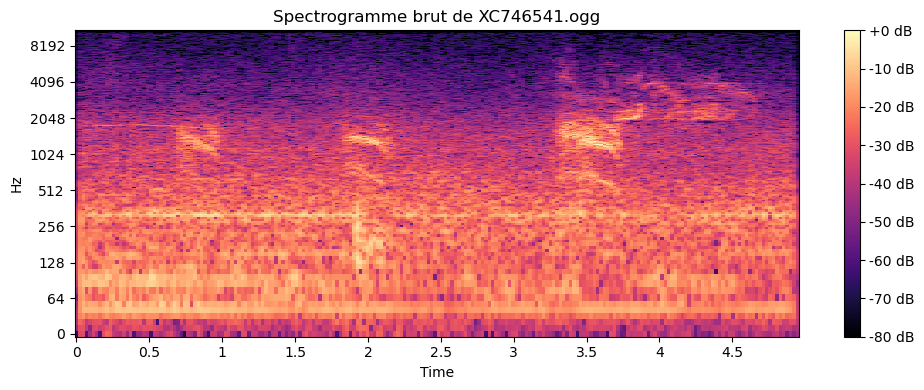 Spectrogramme brut de XC746541.ogg
Hz
8192
4096
2048
1024
512
256
128
64
0
0
0.5
1
1.5
2
2.5
3
3.5
4
4.5
Time
+0 dB
-10 dB
-20 dB
-30 dB
-40 dB
-50 dB
-60 dB
-70 dB
-80 dB